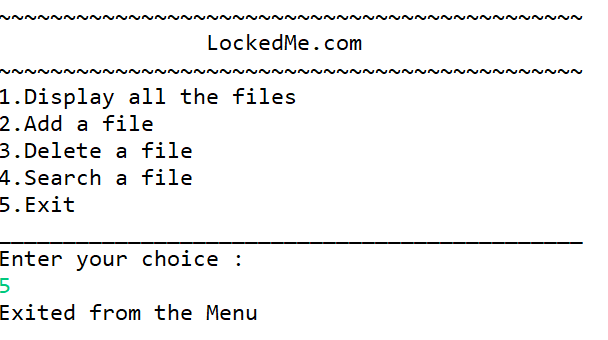 ~~~~~~~~~~~~~~~~~~~~~~~~~~~~~~~~~~~~~~~~~~~~~
LockedMe.com
~~~~~~~~~~~~~~~~~~~~~~~~~~~~~~~~~~~~~~~~~~~~~
1.Display all the files
2.Add a file
3.Delete a file
4.Search a file
5.Exit
_____________________________________________
Enter your choice :
5
Exited from the Menu